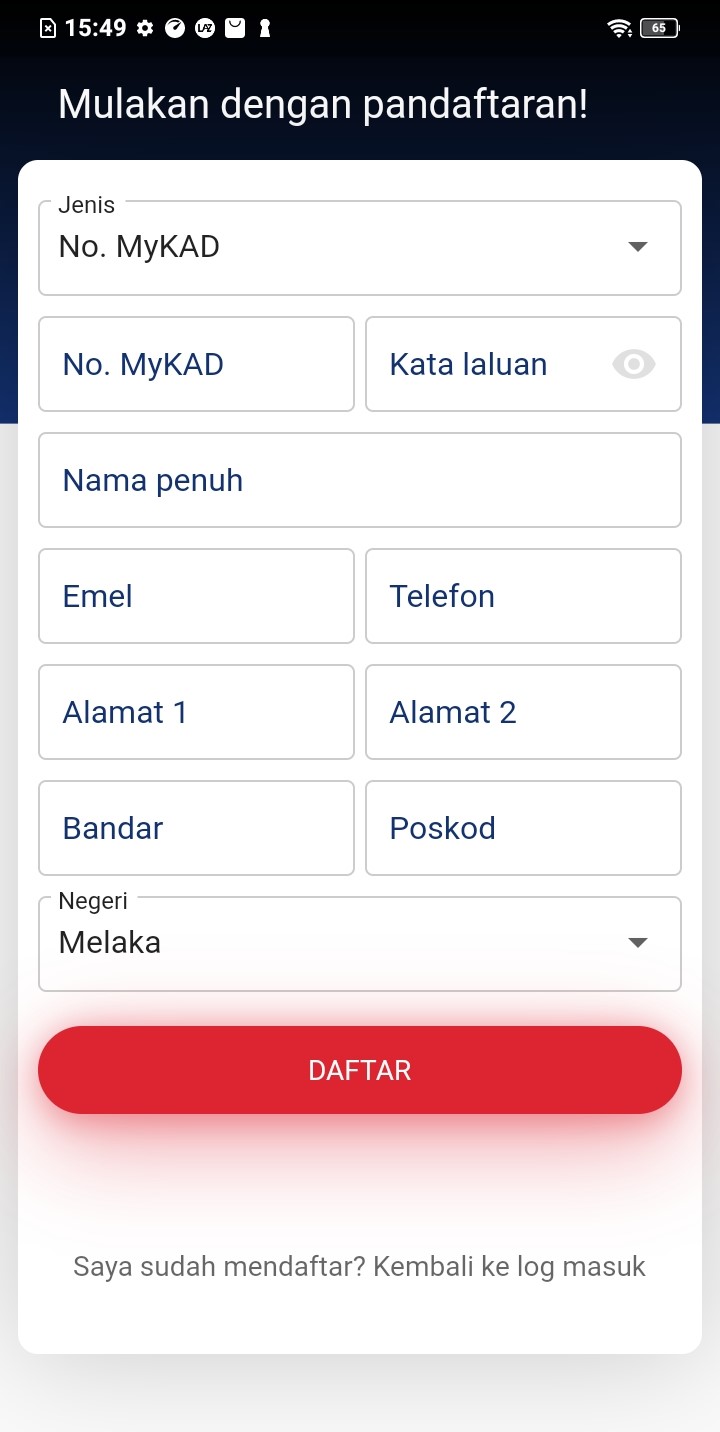 15:49
LAZ
65
Mulakan dengan pandaftaran!
Jenis
No. MyKAD
No. MyKAD
Kata laluan
Nama penuh
Emel
Telefon
Alamat 1
Alamat 2
Bandar
Poskod
Negeri
Melaka
DAFTAR
Saya sudah mendaftar? Kembali ke log masuk